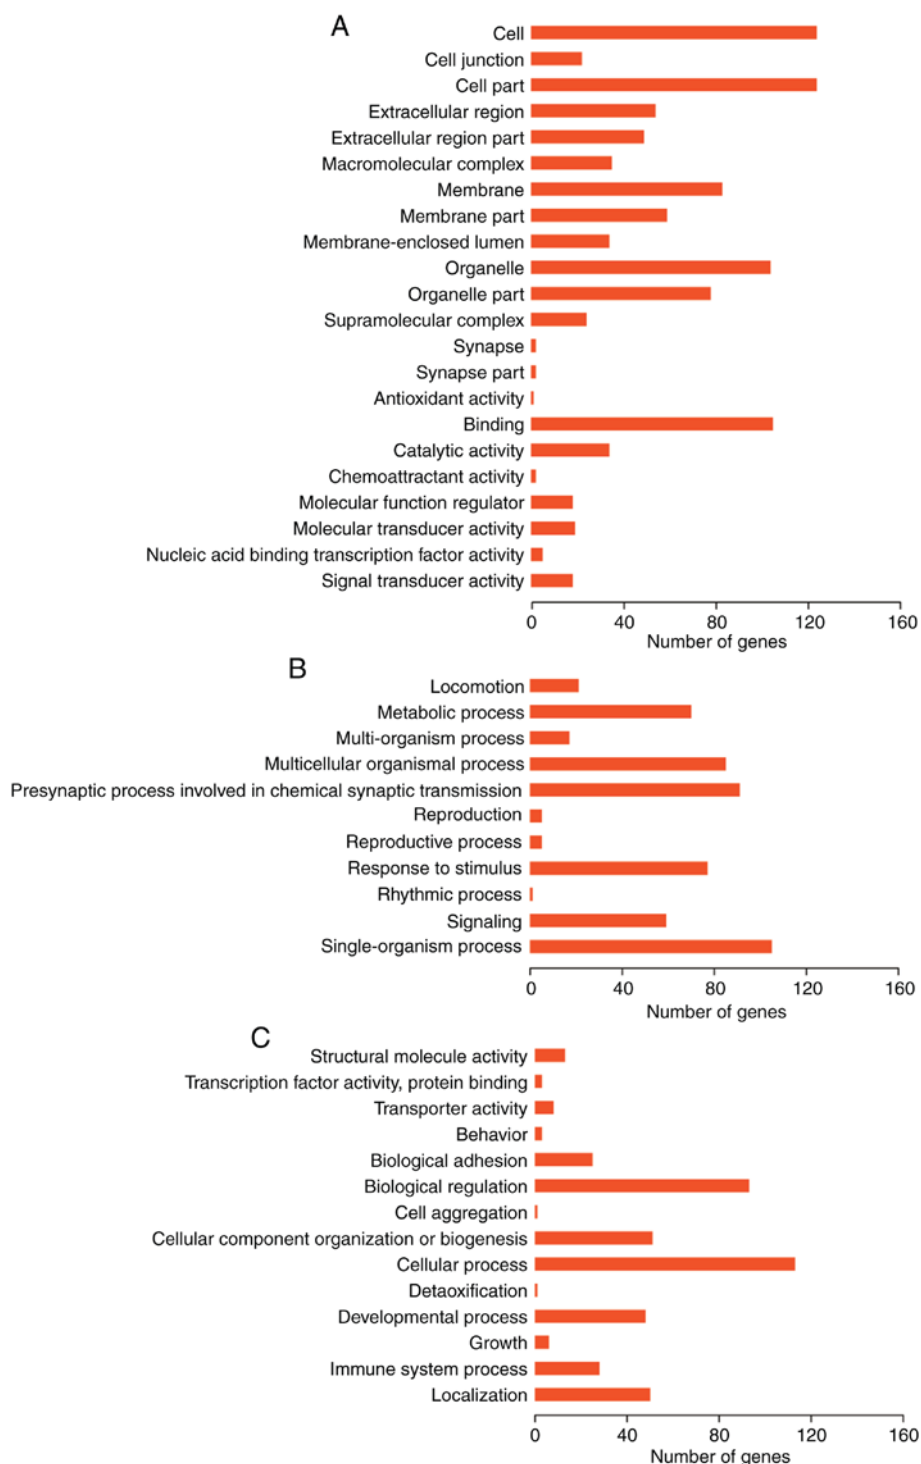 A
Cell
Cell junction
Cell part
Extracellular region
Extracellular region part
Macromolecular complex
Membrane
Membrane part
Membrane-enclosed lumen
Organelle
Organelle part
Supramolecular complex
Synapse
Synapse part
Antioxidant activity
Binding
Catalytic activity
Chemoattractant activity
Molecular function regulator
Molecular transducer activity
Nucleic acid binding transcription factor activity
Signal transducer activity
0 40 80 120 160
Number of genes
B
Locomotion
Metabolic process
Multi-organism process
Multicellular organismal process
Presynaptic process involved in chemical synaptic transmission
Reproduction
Reproductive process
Response to stimulus
Rhythmic process
Signaling
Single-organism process
0 40 80 120 160
Number of genes
C
Structural molecule activity
Transcription factor activity, protein binding
Transporter activity
Behavior
Biological adhesion
Biological regulation
Cell aggregation
Cellular component organization or biogenesis
Cellular process
Detaoxification
Developmental process
Growth
Immune system process
Localization
0 40 80 120 160
Number of genes